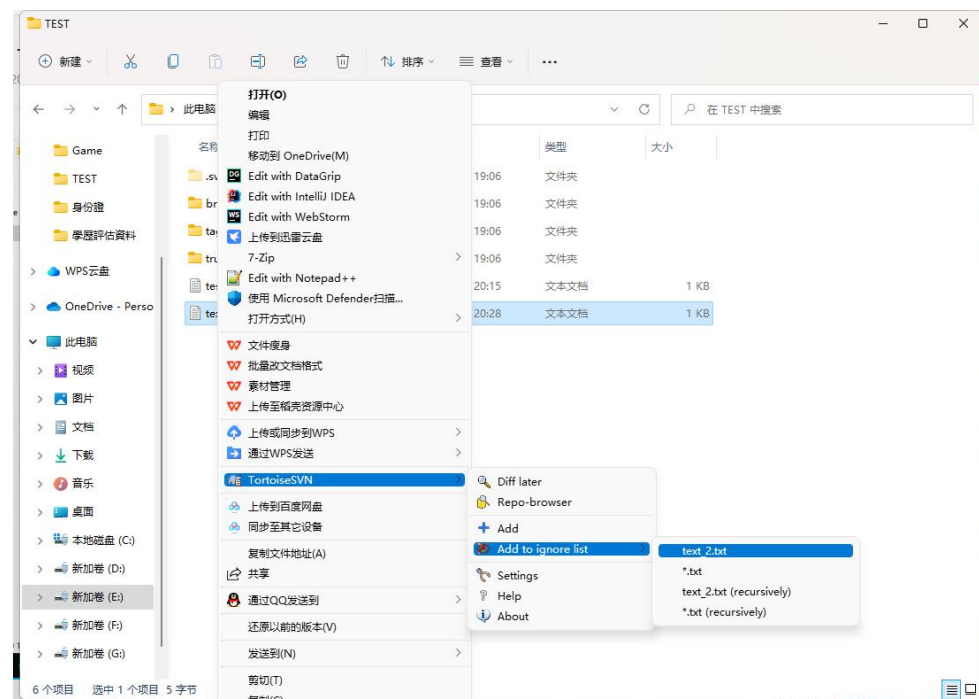 TEST
新建
排序
查看
此电脑
在 TEST 中搜索
Game
TEST
身份證
學歷評估資料
WPS云盘
OneDrive - Perso
此电脑
视频
图片
文档
下载
音乐
桌面
本地磁盘 (C:)
新加卷 (D:)
新加卷 (E:)
新加卷 (F:)
新加卷 (G:)
类型
大小
19:06 文件夹
19:06 文件夹
19:06 文件夹
19:06 文件夹
20:15 文本文档 1 KB
20:28 文本文档 1 KB
打开(O)
编辑
打印
移动到 OneDrive(M)
Edit with DataGrip
Edit with IntelliJ IDEA
Edit with WebStorm
上传到迅雷云盘
7-Zip
Edit with Notepad++
使用 Microsoft Defender扫描...
打开方式(H)
文件瘦身
批量改文档格式
素材管理
上传至稻壳资源中心
上传或同步到WPS
通过WPS发送
TortoiseSVN
上传到百度网盘
同步至其它设备
复制文件地址(A)
共享
通过QQ发送到
还原以前的版本(V)
发送到(N)
剪切(T)
Diff later
Repo-browser
Add
Add to ignore list
Settings
Help
About
text_2.txt
*.txt
text_2.txt (recursively)
*.txt (recursively)
6 个项目 选中 1 个项目 5 字节